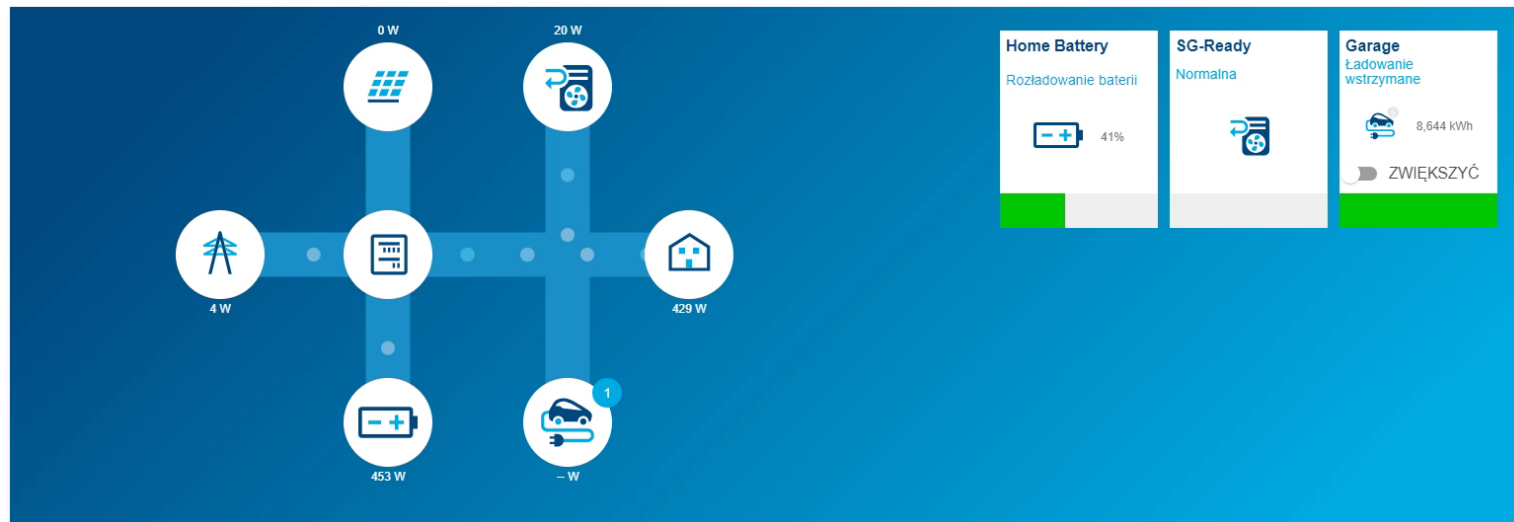 0 W
20 W
4 W
429 W
453 W
1
-- W
Home Battery
Rozładowanie baterii
41%
SG-Ready
Normalna
Garage
Ładowanie
wstrzymane
8,644 kWh
ZWIĘKSZYĆ